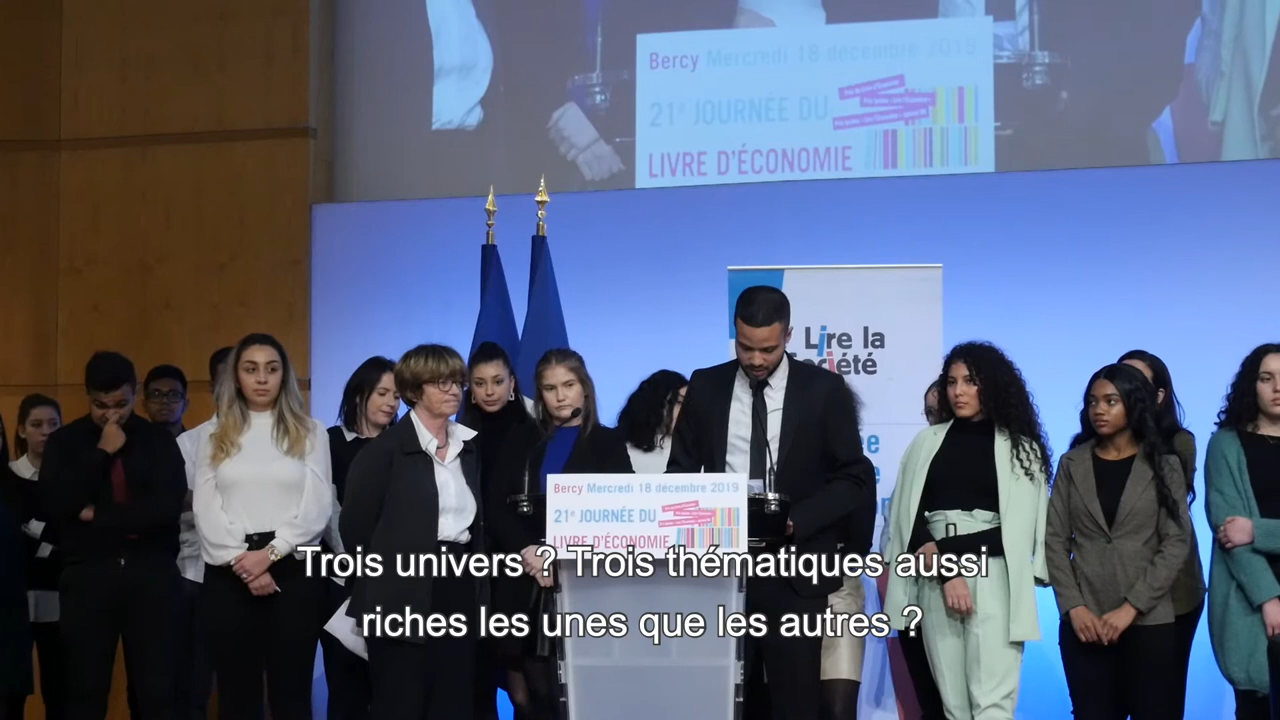 Bercy Mercredi 18 décembre 2019
21e JOURNÉE DU
LIVRE D'ÉCONOMIE
Lire la
Société
Bercy Mercredi 18 décembre 2019
21e JOURNÉE DU
LIVRE D'ÉCONOMIE
Trois univers ? Trois thématiques aussi
riches les unes que les autres ?